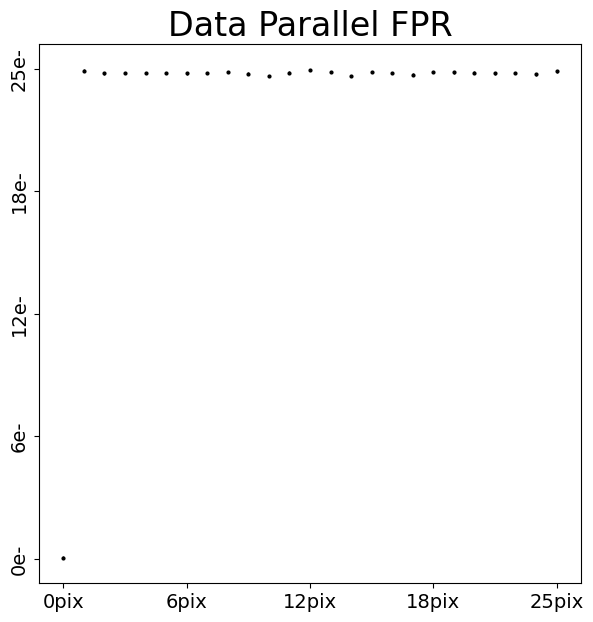 Data Parallel FPR
25e-
18e-
12e-
6e-
0e-
0pix
6pix
12pix
18pix
25pix